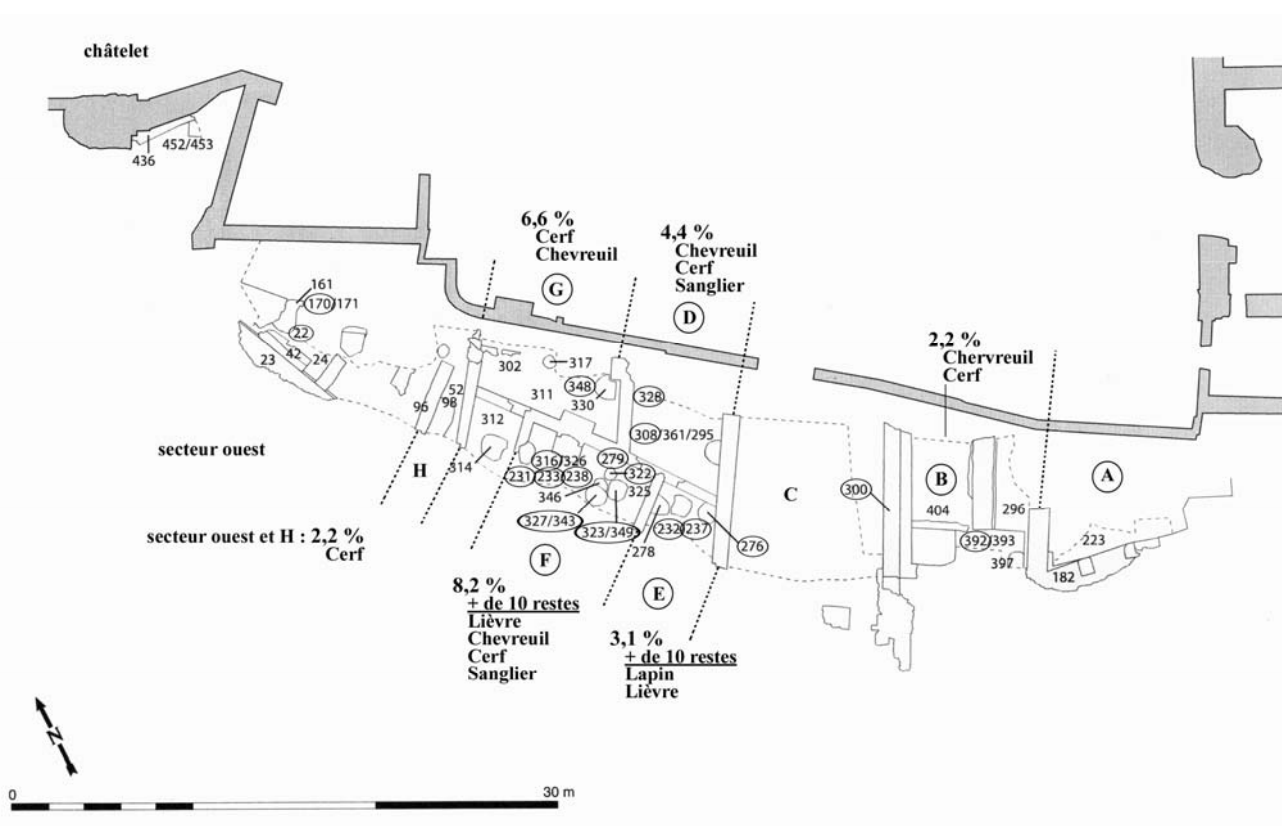 châtelet
436
452/453
6,6 %
Cerf
Chevreuil
G
4,4 %
Chevreuil
Cerf
Sanglier
D
161
170/171
22
23
42
24
2,2 %
Chervreuil
Cerf
302
317
348
330
311
328
96
52
98
312
308/361/295
secteur ouest
H
314
316/326
279
231
233
238
322
346
325
C
300
B
404
296
A
327/343
323/349
278
232/237
276
392/393
397
223
182
secteur ouest et H : 2,2 %
Cerf
F
8,2 %
+ de 10 restes
Lièvre
Chevreuil
Cerf
Sanglier
E
3,1 %
+ de 10 restes
Lapin
Lièvre
N
0
30 m